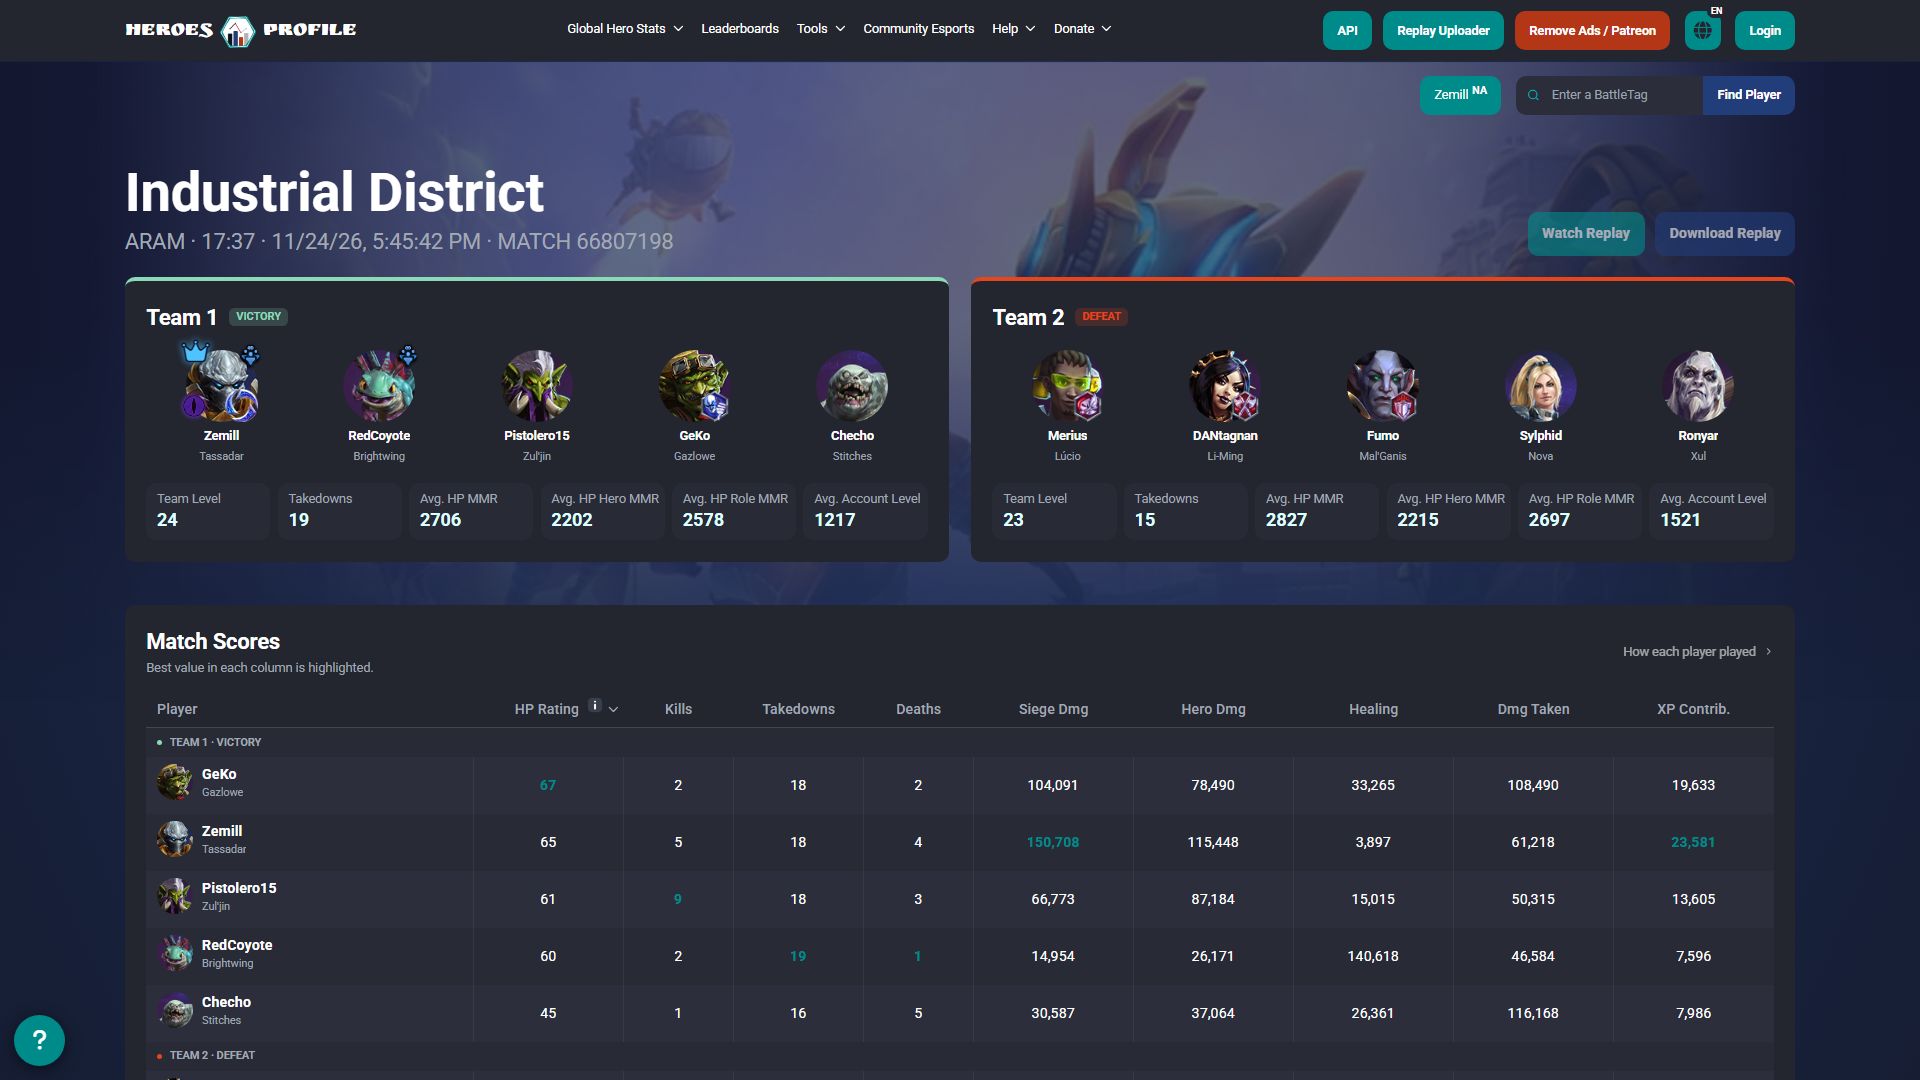 HEROES PROFILE
Global Hero Stats Leaderboards Tools Community Esports Help Donate
API Replay Uploader Remove Ads / Patreon EN Login
Zemill NA Enter a BattleTag Find Player
Industrial District
ARAM · 17:37 · 11/24/26, 5:45:42 PM · MATCH 66807198
Watch Replay Download Replay
Team 1 VICTORY
Zemill RedCoyote Pistolero15 GeKo Checho
Tassadar Brightwing Zul'jin Gazlowe Stitches
Team Level Takedowns Avg. HP MMR Avg. HP Hero MMR Avg. HP Role MMR Avg. Account Level
24 19 2706 2202 2578 1217
Team 2 DEFEAT
Merius DANtagnan Fumo Sylphid Ronyar
Lúcio Li-Ming Mal'Ganis Nova Xul
Team Level Takedowns Avg. HP MMR Avg. HP Hero MMR Avg. HP Role MMR Avg. Account Level
23 15 2827 2215 2697 1521
Match Scores
Best value in each column is highlighted.
How each player played
Player HP Rating i Kills Takedowns Deaths Siege Dmg Hero Dmg Healing Dmg Taken XP Contrib.
TEAM 1 · VICTORY
GeKo
Gazlowe
67 2 18 2 104,091 78,490 33,265 108,490 19,633
Zemill
Tassadar
65 5 18 4 150,708 115,448 3,897 61,218 23,581
Pistolero15
Zul'jin
61 9 18 3 66,773 87,184 15,015 50,315 13,605
RedCoyote
Brightwing
60 2 19 1 14,954 26,171 140,618 46,584 7,596
Checho
Stitches
45 1 16 5 30,587 37,064 26,361 116,168 7,986
TEAM 2 · DEFEAT
?